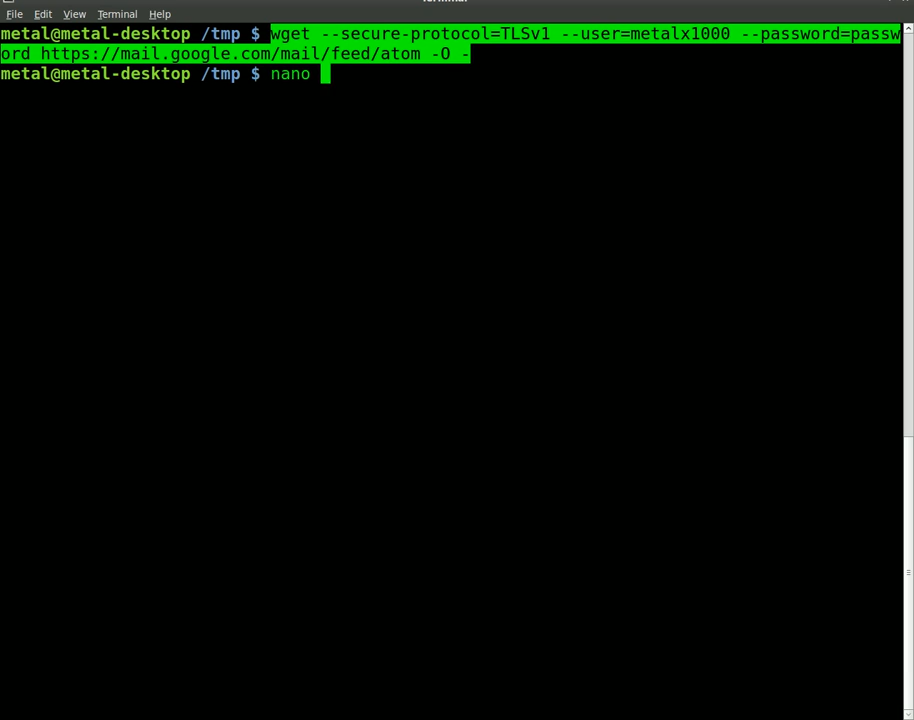 Terminal
File Edit View Terminal Help
metal@metal-desktop /tmp $ wget --secure-protocol=TLSv1 --user=metalx1000 --password=passw
ord https://mail.google.com/mail/feed/atom -O -
metal@metal-desktop /tmp $ nano